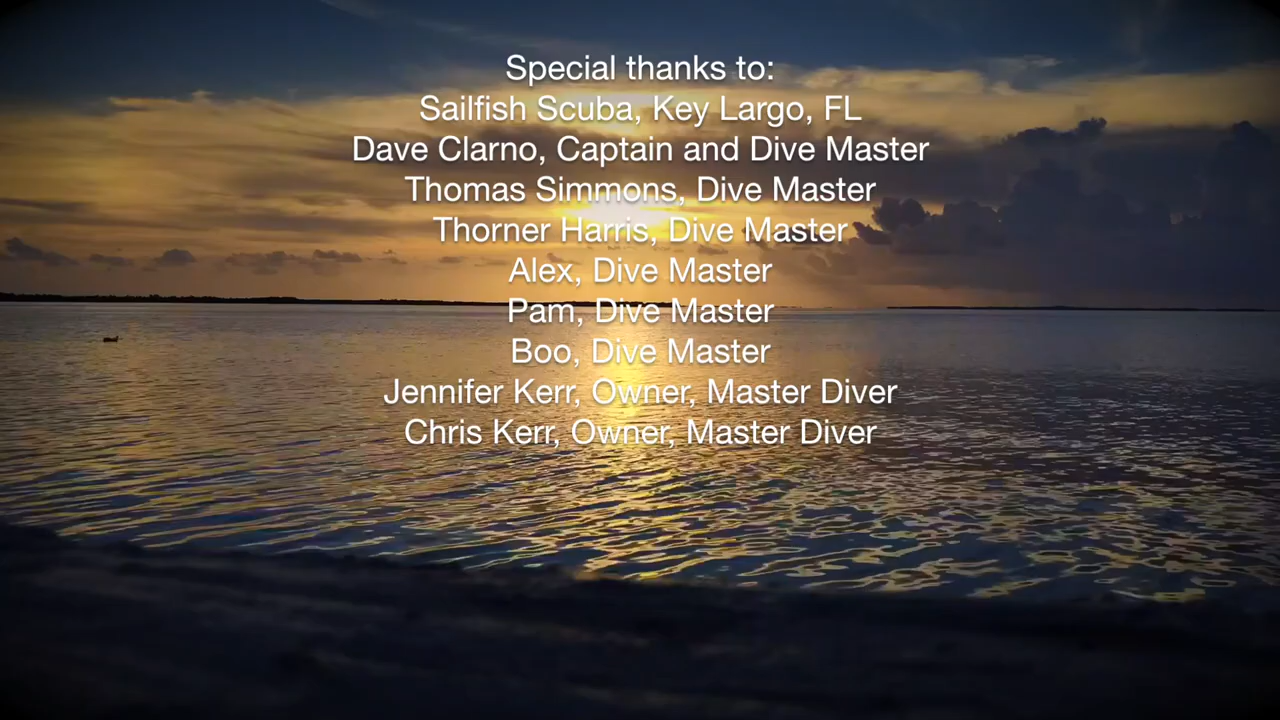 Special thanks to:
Sailfish Scuba, Key Largo, FL
Dave Clarno, Captain and Dive Master
Thomas Simmons, Dive Master
Thorner Harris, Dive Master
Alex, Dive Master
Pam, Dive Master
Boo, Dive Master
Jennifer Kerr, Owner, Master Diver
Chris Kerr, Owner, Master Diver